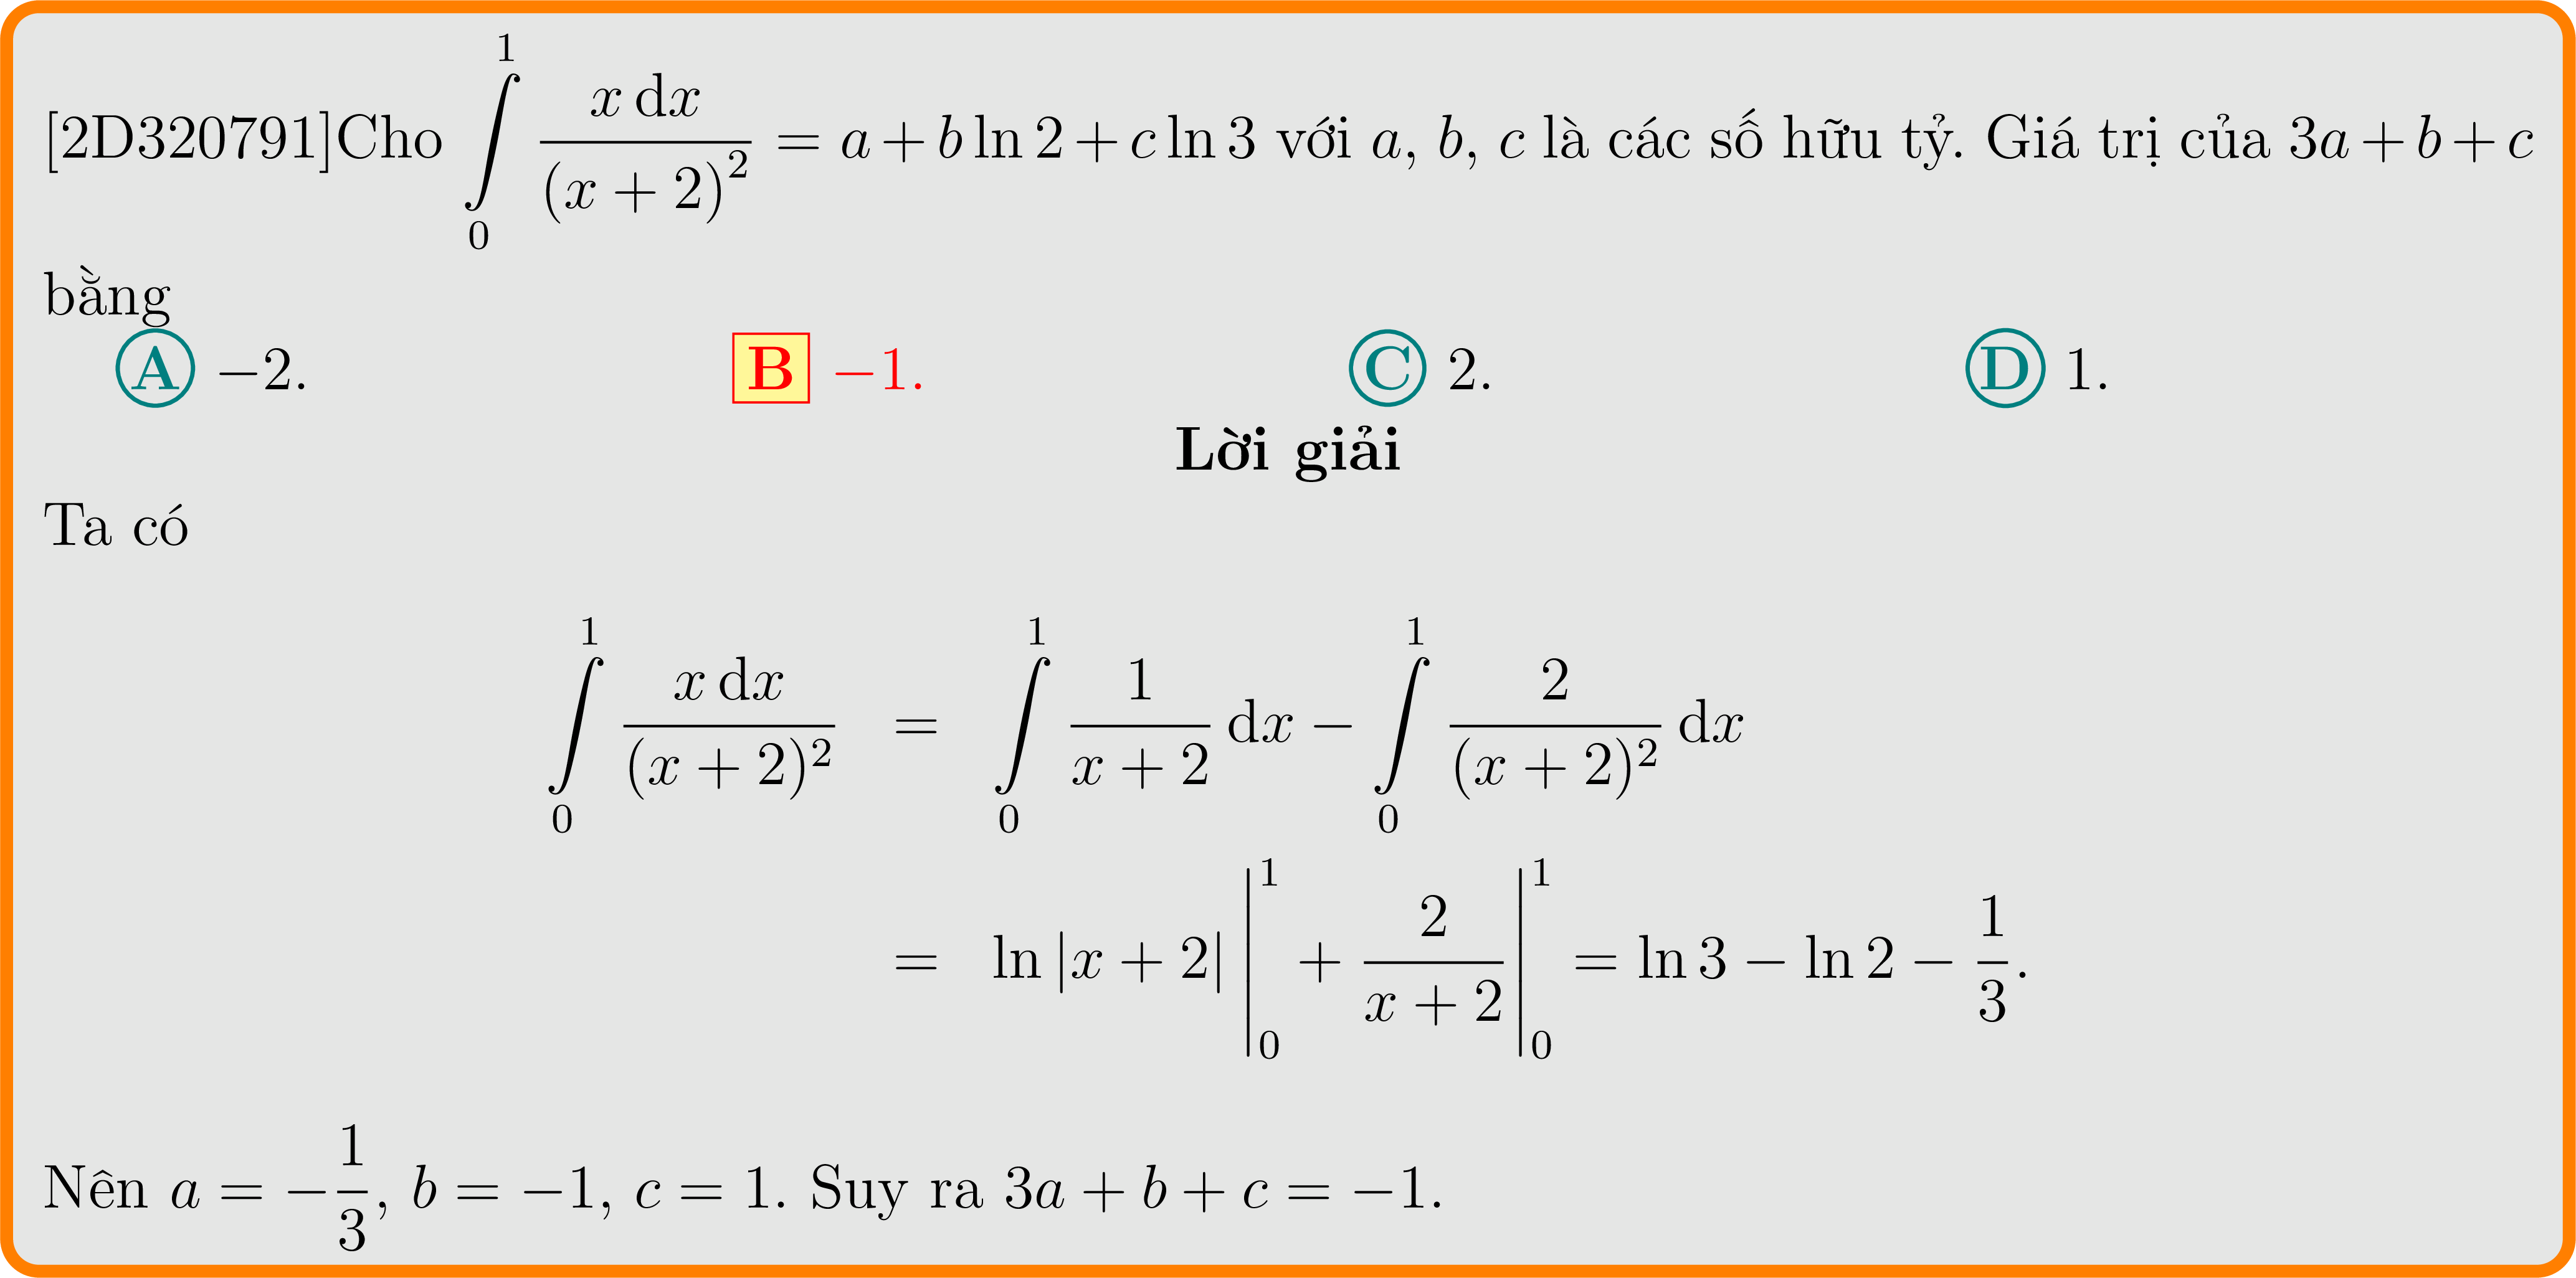 [2D320791]Cho $\int\limits_0^1 \frac{x\,\mathrm{d}x}{(x+2)^2} = a + b\ln 2 + c\ln 3$ với $a$, $b$, $c$ là các số hữu tỷ. Giá trị của $3a + b + c$
bằng
A −2. B −1. C 2. D 1.
Lời giải
Ta có
$\int\limits_0^1 \frac{x\,\mathrm{d}x}{(x+2)^2} = \int\limits_0^1 \frac{1}{x+2}\,\mathrm{d}x - \int\limits_0^1 \frac{2}{(x+2)^2}\,\mathrm{d}x$
$= \ln|x+2|\Big|_0^1 + \frac{2}{x+2}\Big|_0^1 = \ln 3 - \ln 2 - \frac{1}{3}.$
Nên $a = -\frac{1}{3}$, $b = -1$, $c = 1$. Suy ra $3a + b + c = -1$.